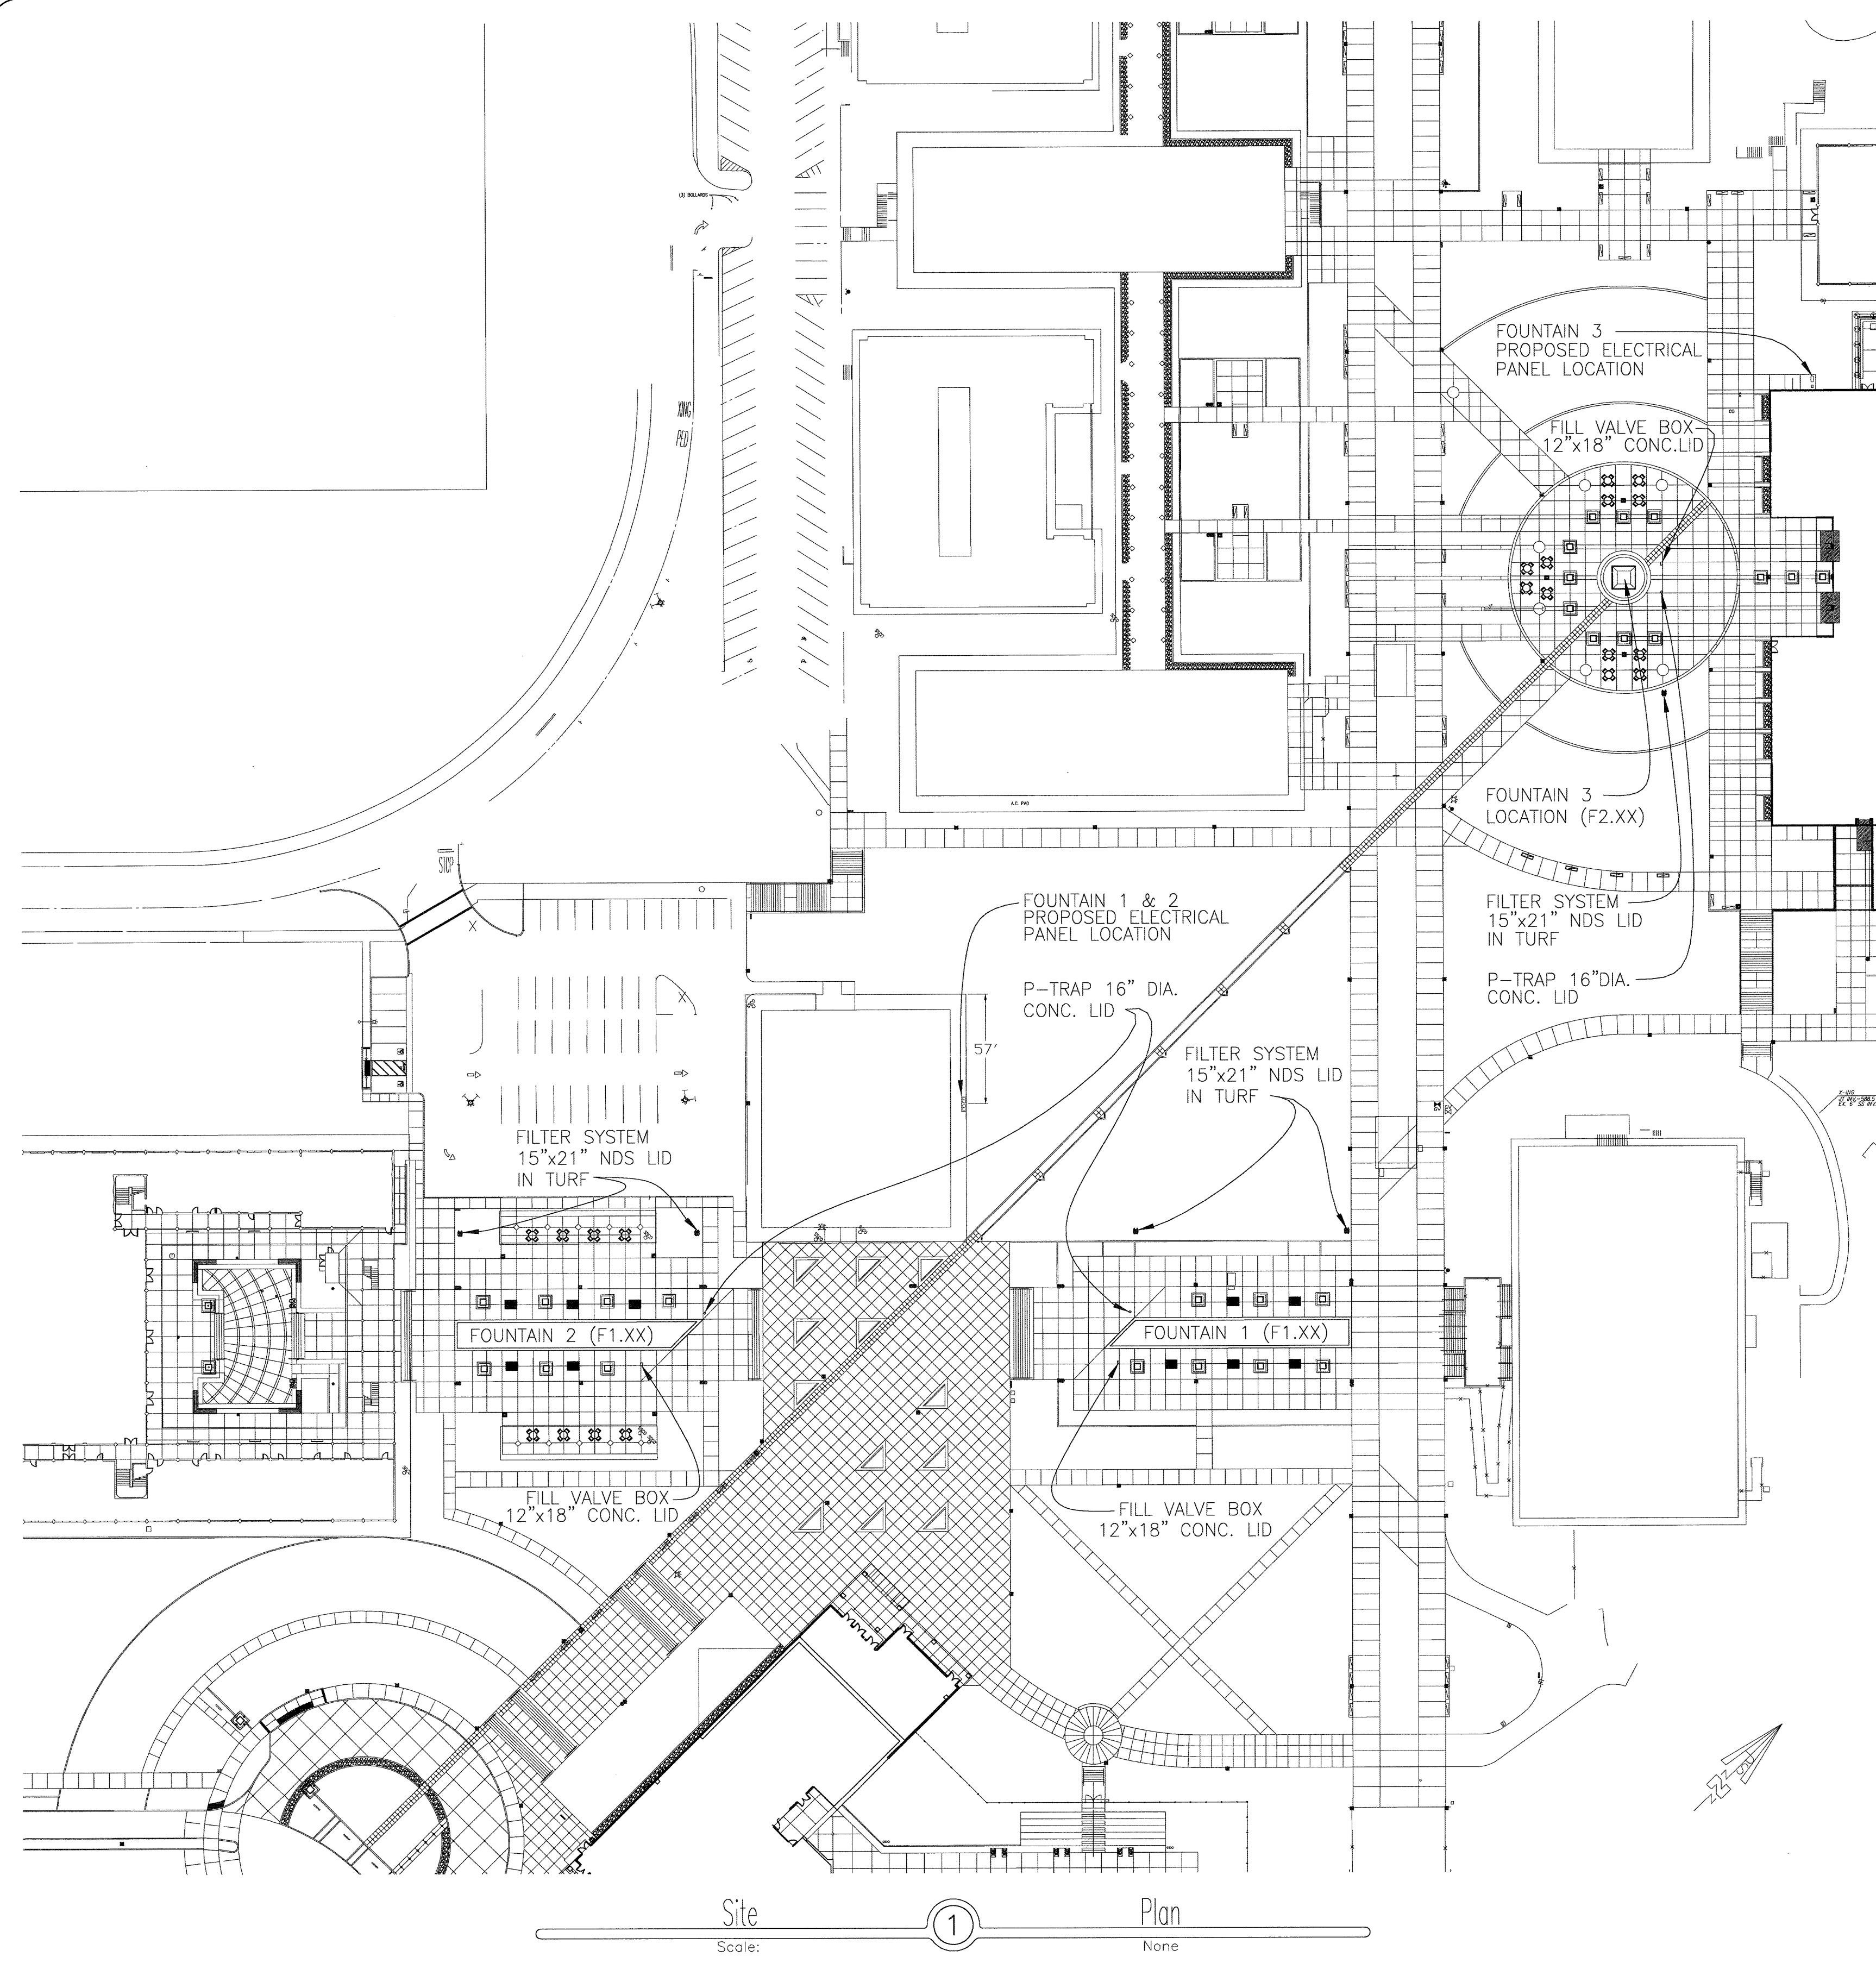 (3) BOLLARDS
XING
PED
FOUNTAIN 3
PROPOSED ELECTRICAL
PANEL LOCATION
FILL VALVE BOX
12"x18" CONC.LID
FOUNTAIN 3
LOCATION (F2.XX)
A.C. PAD
STOP
FOUNTAIN 1 & 2
PROPOSED ELECTRICAL
PANEL LOCATION
FILTER SYSTEM
15"x21" NDS LID
IN TURF
P-TRAP 16"DIA.
CONC. LID
P-TRAP 16" DIA.
CONC. LID
57'
FILTER SYSTEM
15"x21" NDS LID
IN TURF
X-ING
FILTER SYSTEM
15"x21" NDS LID
IN TURF
FOUNTAIN 2 (F1.XX)
FOUNTAIN 1 (F1.XX)
FILL VALVE BOX
12"x18" CONC. LID
FILL VALVE BOX
12"x18" CONC. LID
Site
1
Plan
Scale:
None